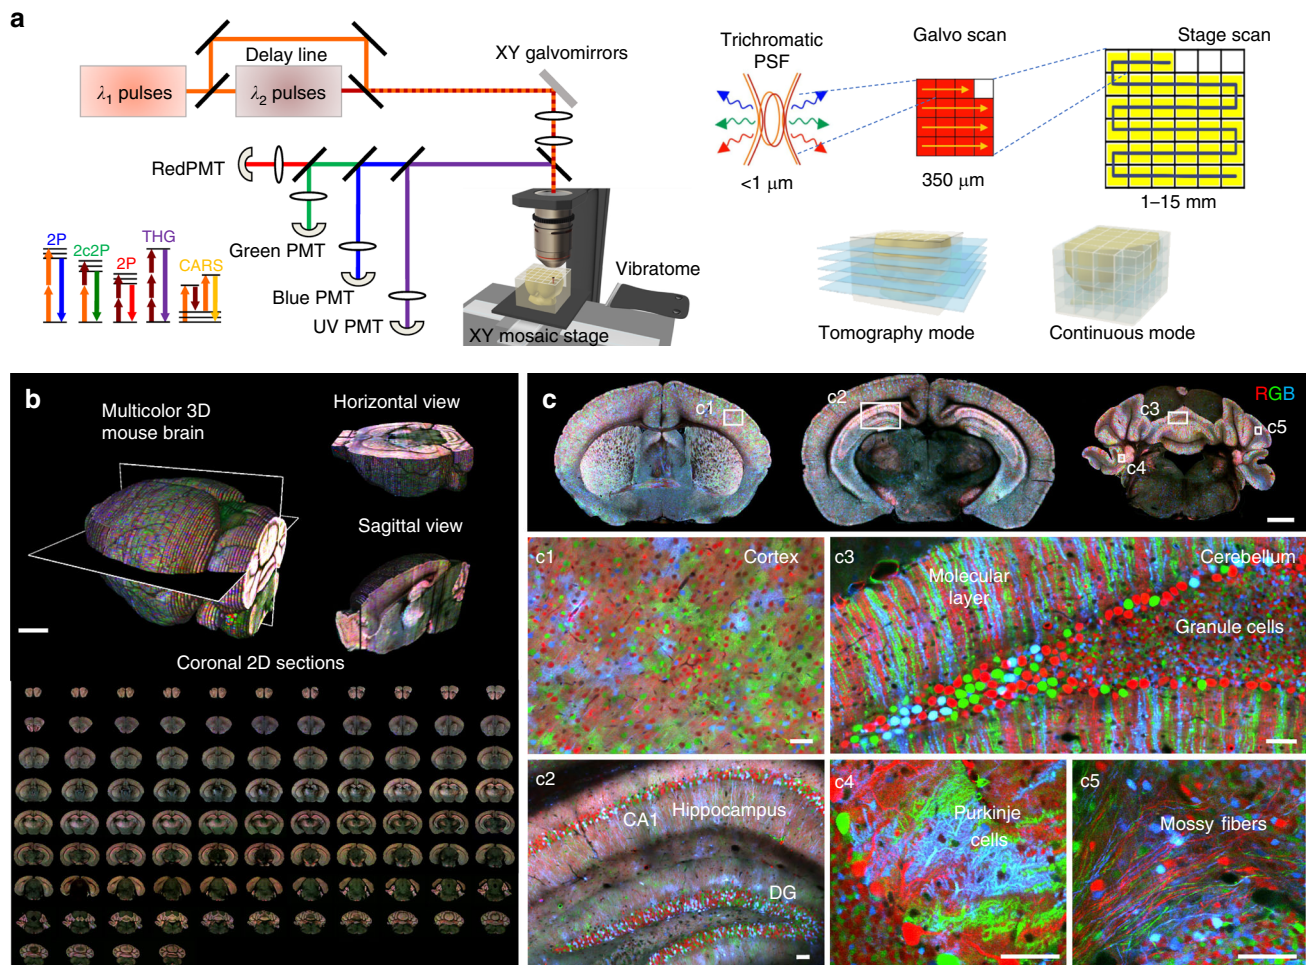 a
Delay line
λ1 pulses
λ2 pulses
XY galvomirrors
RedPMT
Green PMT
Blue PMT
UV PMT
2P
2c2P
2P
THG
CARS
Vibratome
XY mosaic stage
Trichromatic
PSF
<1 μm
Galvo scan
350 μm
Stage scan
1–15 mm
Tomography mode
Continuous mode
b
Multicolor 3D
mouse brain
Horizontal view
Sagittal view
Coronal 2D sections
c
c1
c2
c3
c4
c5
RGB
c1
Cortex
c3
Cerebellum
Molecular
layer
Granule cells
c2
Hippocampus
CA1
DG
c4
Purkinje
cells
c5
Mossy fibers